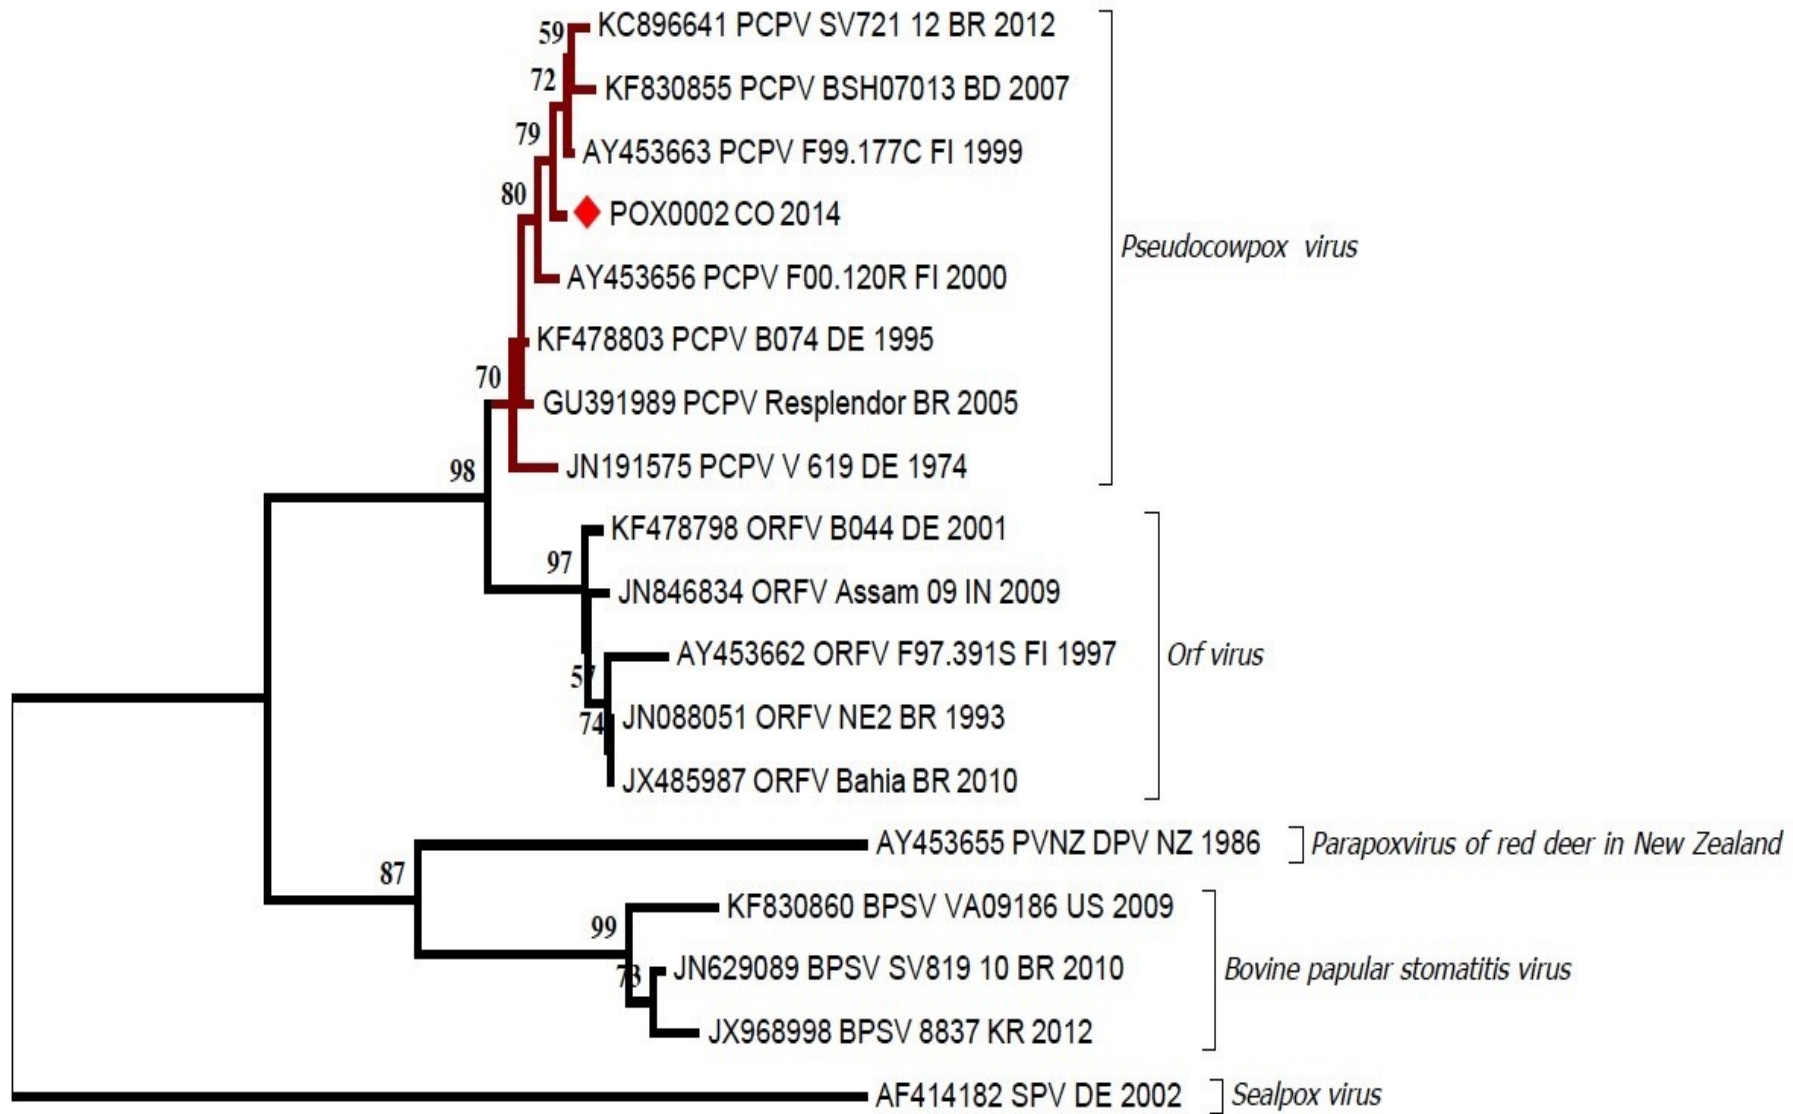 59
KC896641 PCPV SV721 12 BR 2012
72
KF830855 PCPV BSH07013 BD 2007
79
AY453663 PCPV F99.177C FI 1999
80
POX0002 CO 2014
Pseudocowpox virus
AY453656 PCPV F00.120R FI 2000
KF478803 PCPV B074 DE 1995
70
GU391989 PCPV Resplendor BR 2005
98
JN191575 PCPV V 619 DE 1974
KF478798 ORFV B044 DE 2001
97
JN846834 ORFV Assam 09 IN 2009
AY453662 ORFV F97.391S FI 1997
Orf virus
57
74
JN088051 ORFV NE2 BR 1993
JX485987 ORFV Bahia BR 2010
AY453655 PVNZ DPV NZ 1986
Parapoxvirus of red deer in New Zealand
87
KF830860 BPSV VA09186 US 2009
99
73
JN629089 BPSV SV819 10 BR 2010
Bovine papular stomatitis virus
JX968998 BPSV 8837 KR 2012
AF414182 SPV DE 2002
Sealpox virus